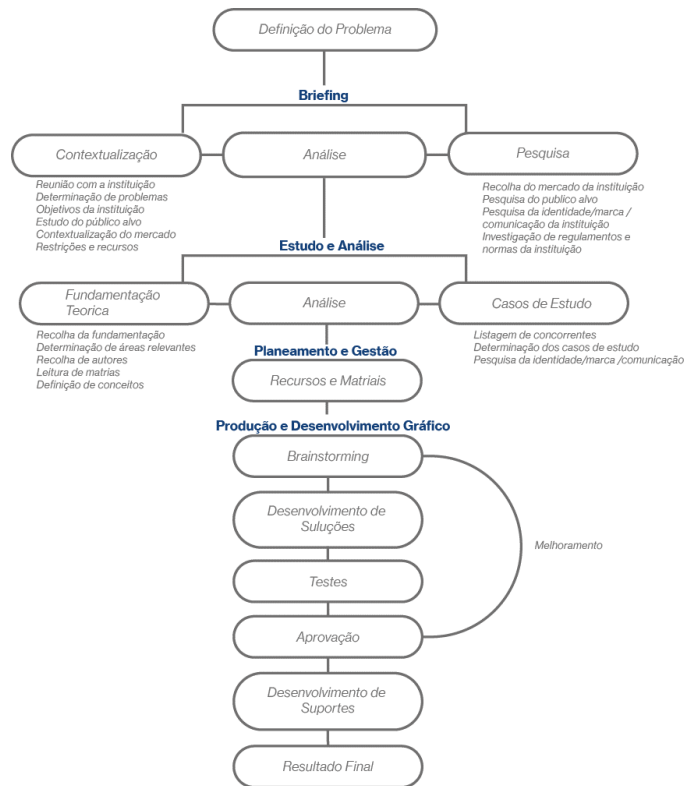 Definição do Problema
Briefing
Contextualização
Análise
Pesquisa
Reunião com a instituição
Determinação de problemas
Objetivos da instituição
Estudo do público alvo
Contextualização do mercado
Restrições e recursos
Recolha do mercado da instituição
Pesquisa do publico alvo
Pesquisa da identidade/marca /
comunicação da instituição
Investigação de regulamentos e
normas da instituição
Estudo e Análise
Fundamentação
Teorica
Análise
Casos de Estudo
Recolha da fundamentação
Determinação de áreas relevantes
Recolha de autores
Leitura de matrias
Definição de conceitos
Listagem de concorrentes
Determinação dos casos de estudo
Pesquisa da identidade/marca /comunicação
Planeamento e Gestão
Recursos e Matriais
Produção e Desenvolvimento Gráfico
Brainstorming
Desenvolvimento de
Suluções
Melhoramento
Testes
Aprovação
Desenvolvimento de
Suportes
Resultado Final